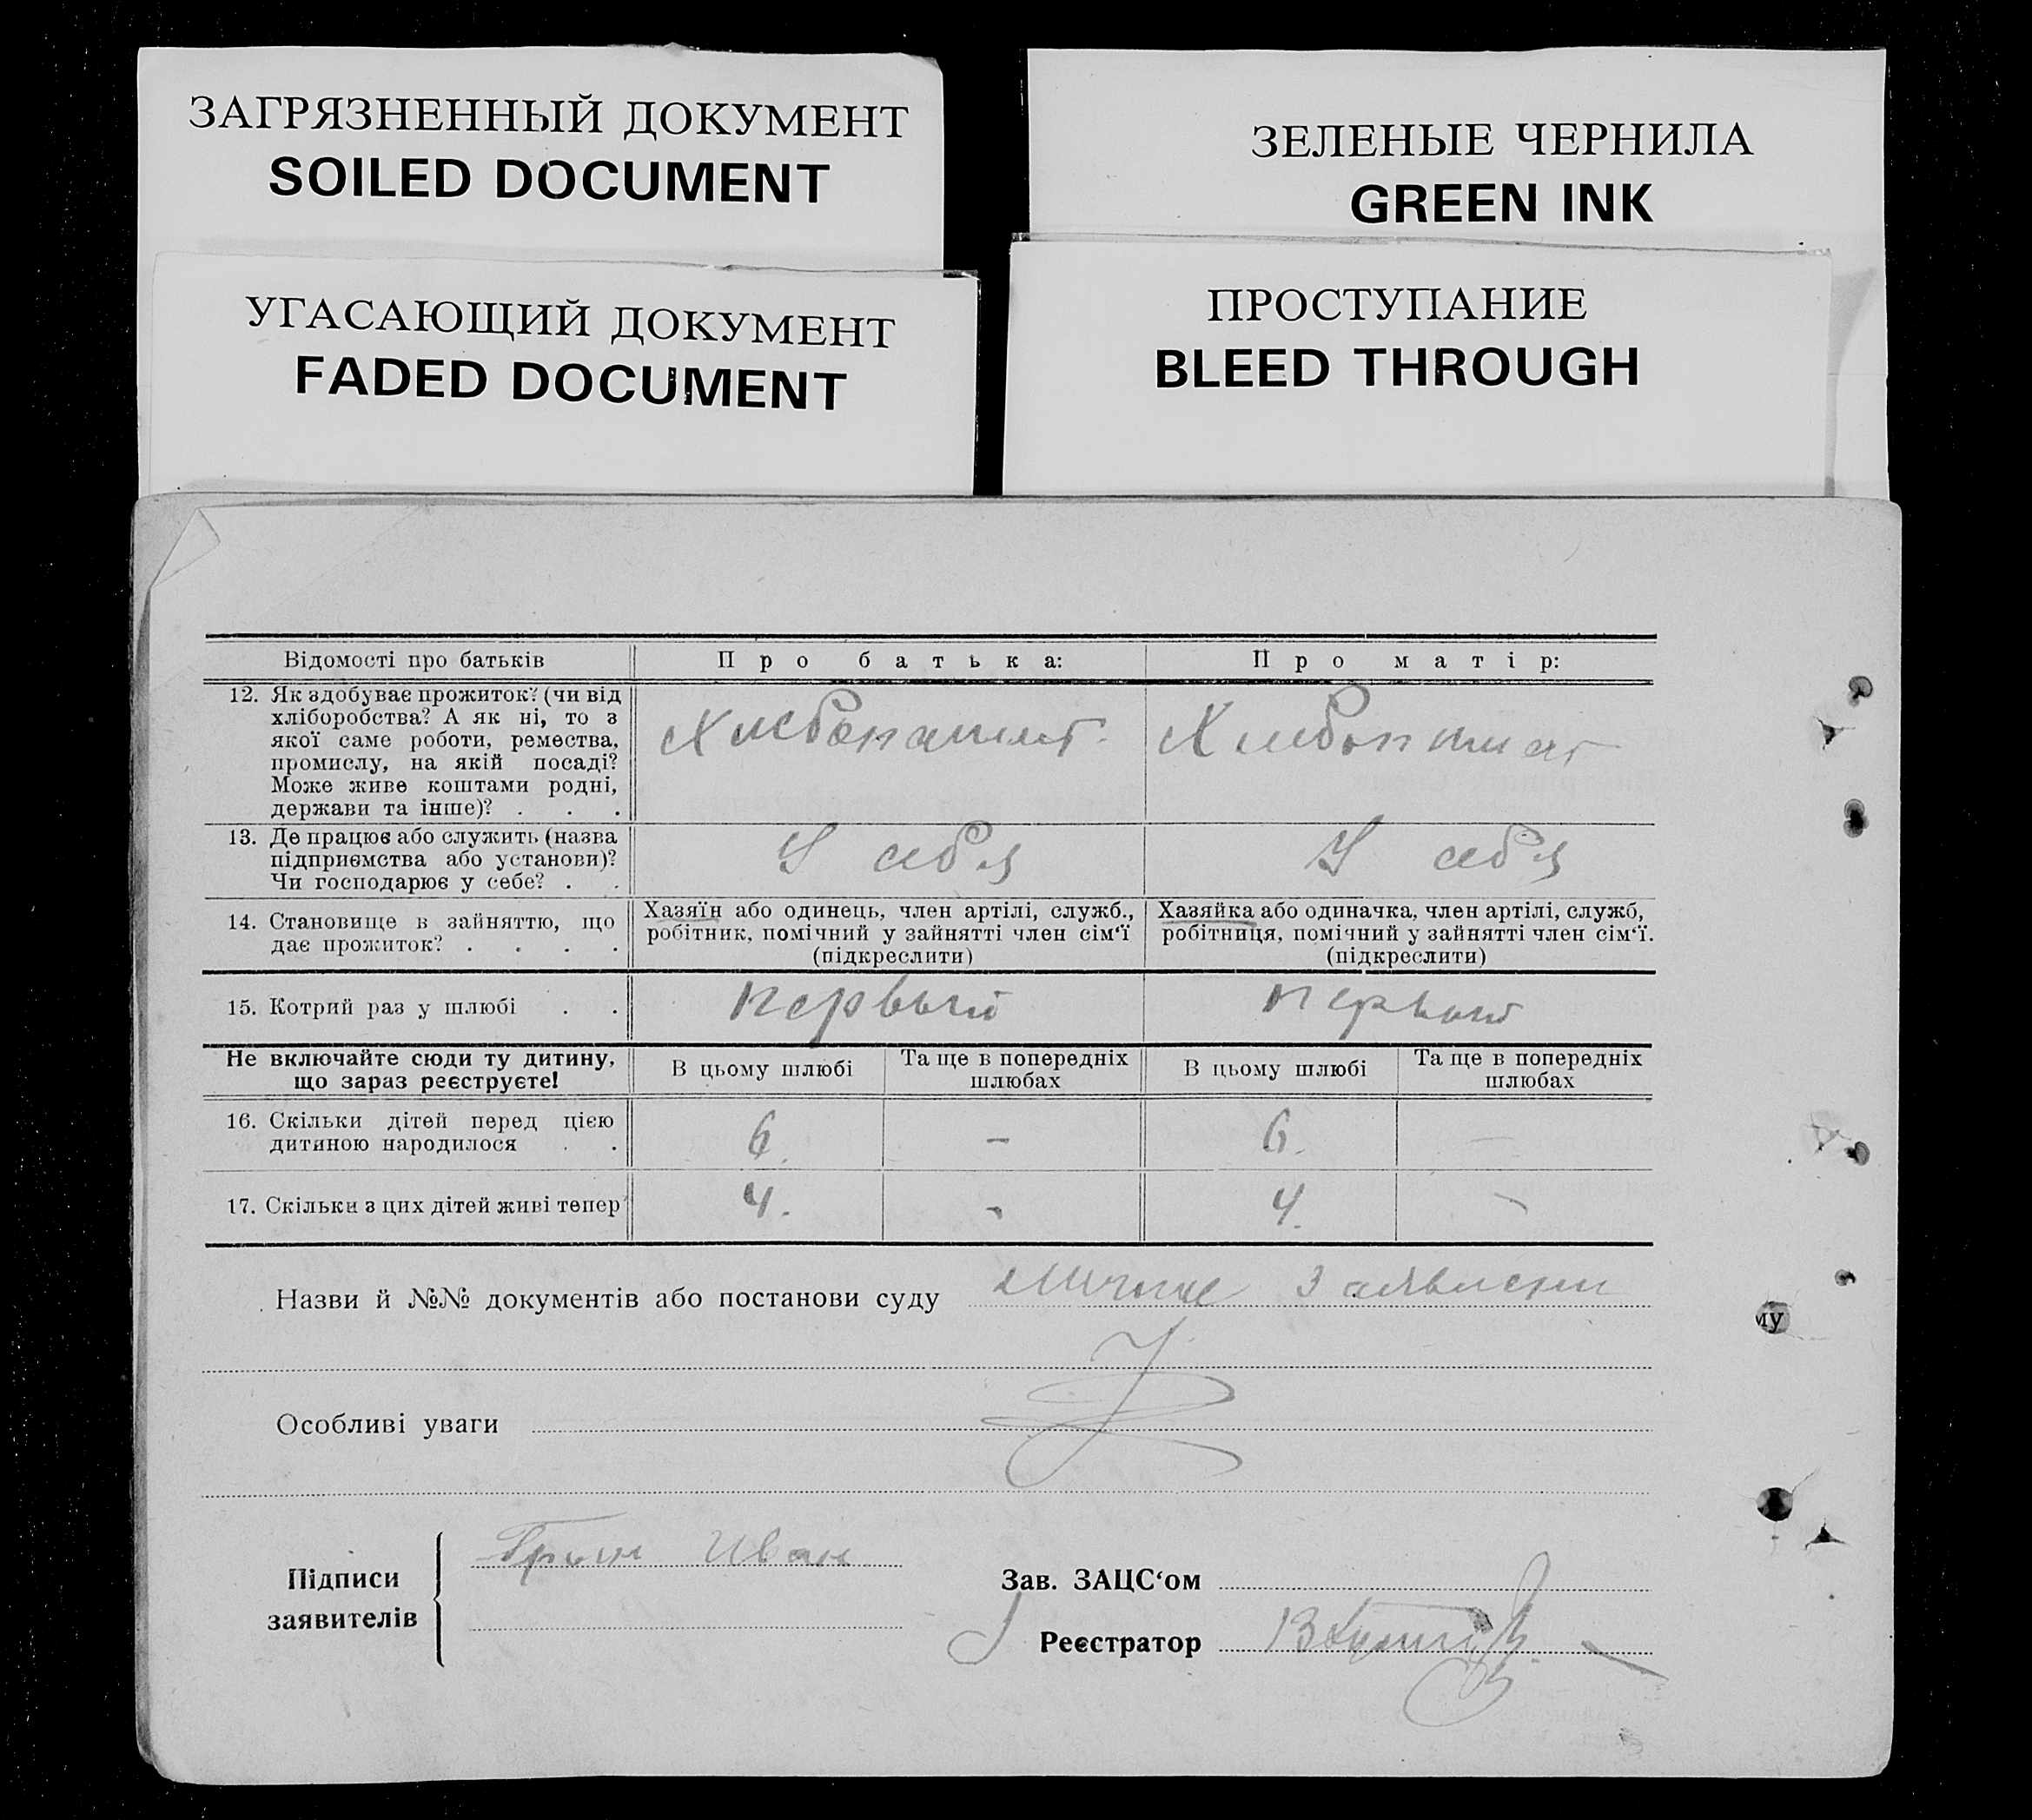 ЗАГРЯЗНЕННЫЙ ДОКУМЕНТ
SOILED DOCUMENT
ЗЕЛЕНЫЕ ЧЕРНИЛА
GREEN INK
УГАСАЮЩИЙ ДОКУМЕНТ
FADED DOCUMENT
ПРОСТУПАНИЕ
BLEED THROUGH
Відомості про батьків
Про батька:
Про матір:
12. Як здобуває прожиток? (чи від
хліборобства? А як ні, то з
якої саме роботи, ремества,
промислу, на якій посаді?
Може живе коштами родні,
держави та інше)? . . .
13. Де працює або служить (назва
підприємства або установи)?
Чи господарює у себе? . .
У себя
У себя
14. Становище в зайняттю, що
дає прожиток? . . . .
Хазяїн або одинець, член артілі, служб.,
робітник, помічний у зайнятті член сім‘ї
(підкреслити)
Хазяйка або одиначка, член артілі, служб,
робітниця, помічний у зайнятті член сім‘ї.
(підкреслити)
15. Котрий раз у шлюбі . .
первый
первый
Не включайте сюди ту дитину,
що зараз реєструєте!
В цьому шлюбі
Та ще в попередніх
шлюбах
В цьому шлюбі
Та ще в попередніх
шлюбах
16. Скільки дітей перед цією
дитиною народилося . .
6.
–
6.
–
17. Скільки з цих дітей живі тепер
4.
-
4.
-
Назви й №№ документів або постанови суду
Особливі уваги
Підписи
заявителів
Иван
Зав. ЗАЦС‘ом
Реєстратор
му